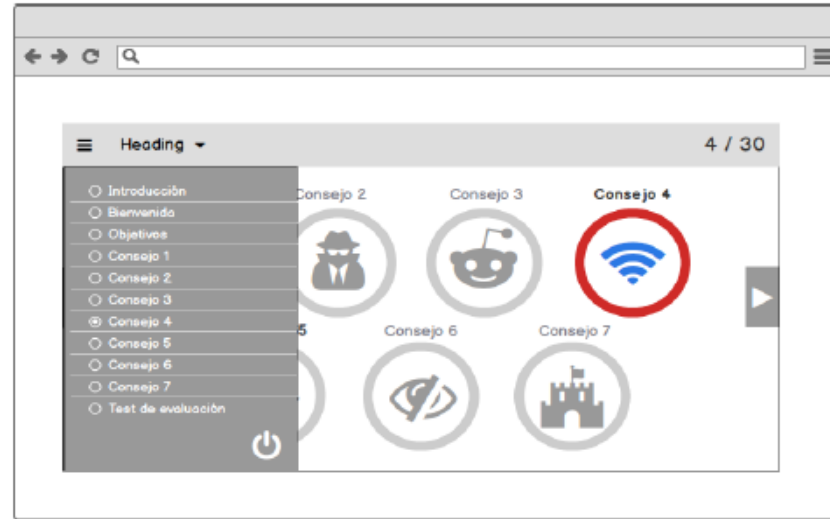 Heading
4 / 30
Introducción
Bienvenido
Objetivos
Consejo 1
Consejo 2
Consejo 3
Consejo 4
Consejo 5
Consejo 6
Consejo 7
Test de evaluación
Consejo 2
Consejo 3
Consejo 4
5
Consejo 6
Consejo 7